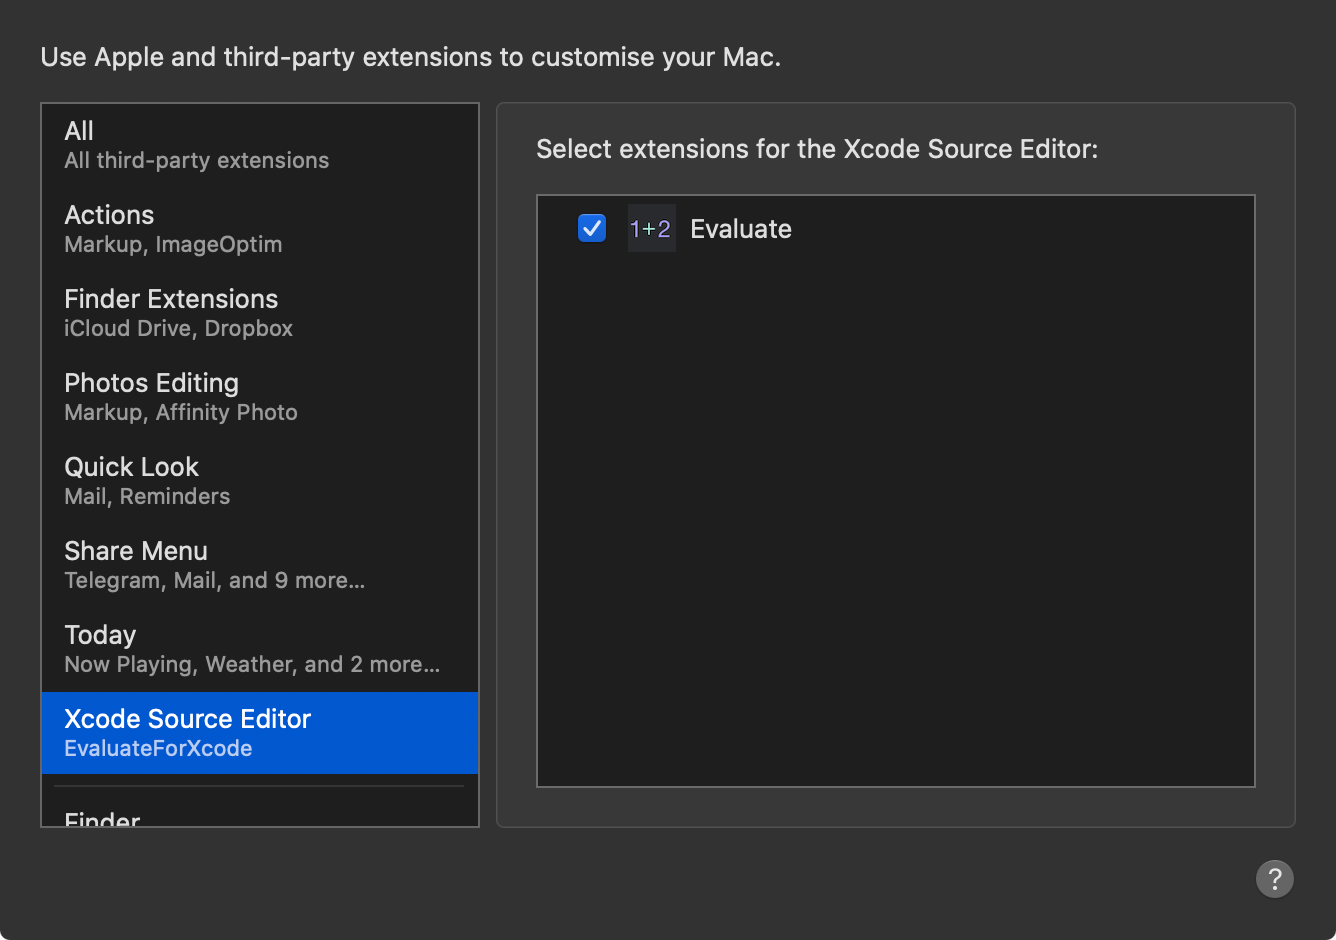 Use Apple and third-party extensions to customise your Mac.
All
All third-party extensions
Actions
Markup, ImageOptim
Finder Extensions
iCloud Drive, Dropbox
Photos Editing
Markup, Affinity Photo
Quick Look
Mail, Reminders
Share Menu
Telegram, Mail, and 9 more...
Today
Now Playing, Weather, and 2 more...
Xcode Source Editor
EvaluateForXcode
Finder
Select extensions for the Xcode Source Editor:
1+2 Evaluate
?